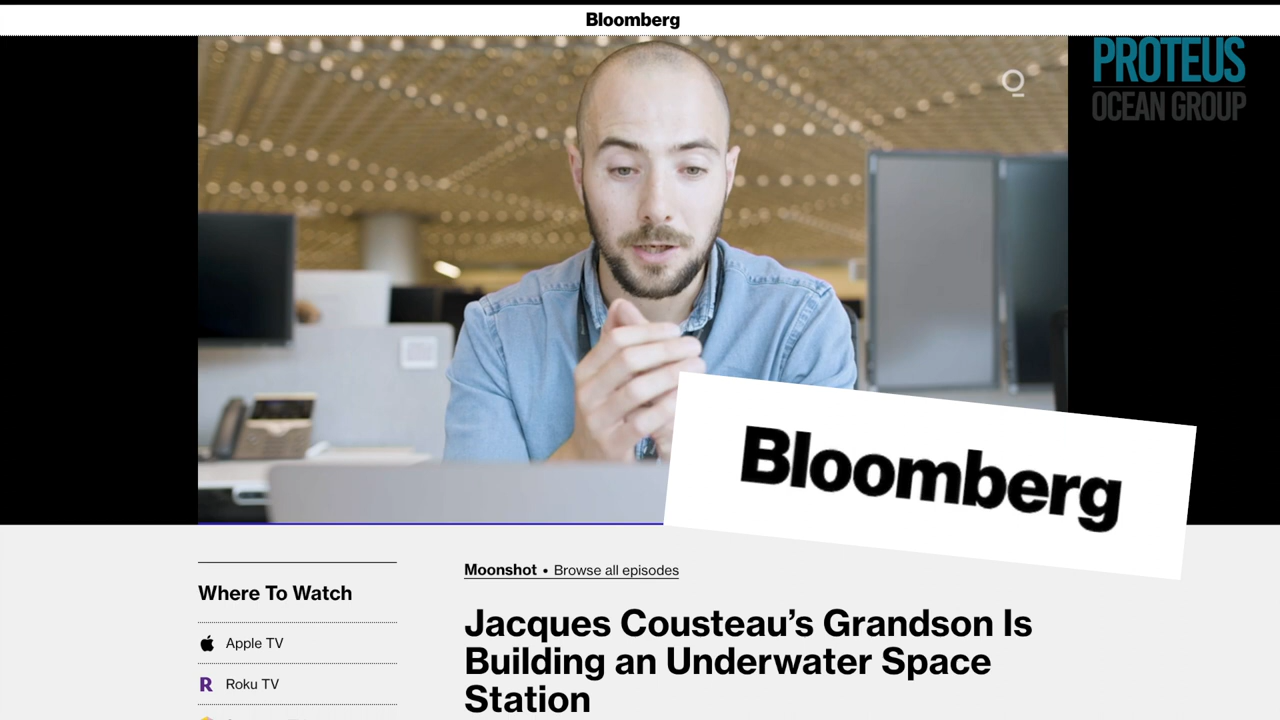 Bloomberg
PROTEUS
OCEAN GROUP
Bloomberg
Moonshot • Browse all episodes
Where To Watch
Jacques Cousteau’s Grandson Is
Building an Underwater Space
Station
Apple TV
Roku TV